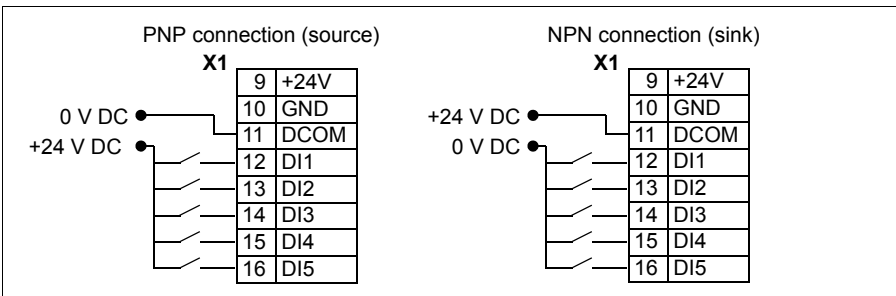 PNP connection (source)
X1
9 +24V
10 GND
11 DCOM
12 DI1
13 DI2
14 DI3
15 DI4
16 DI5
0 V DC
+24 V DC
NPN connection (sink)
X1
9 +24V
10 GND
11 DCOM
12 DI1
13 DI2
14 DI3
15 DI4
16 DI5
+24 V DC
0 V DC